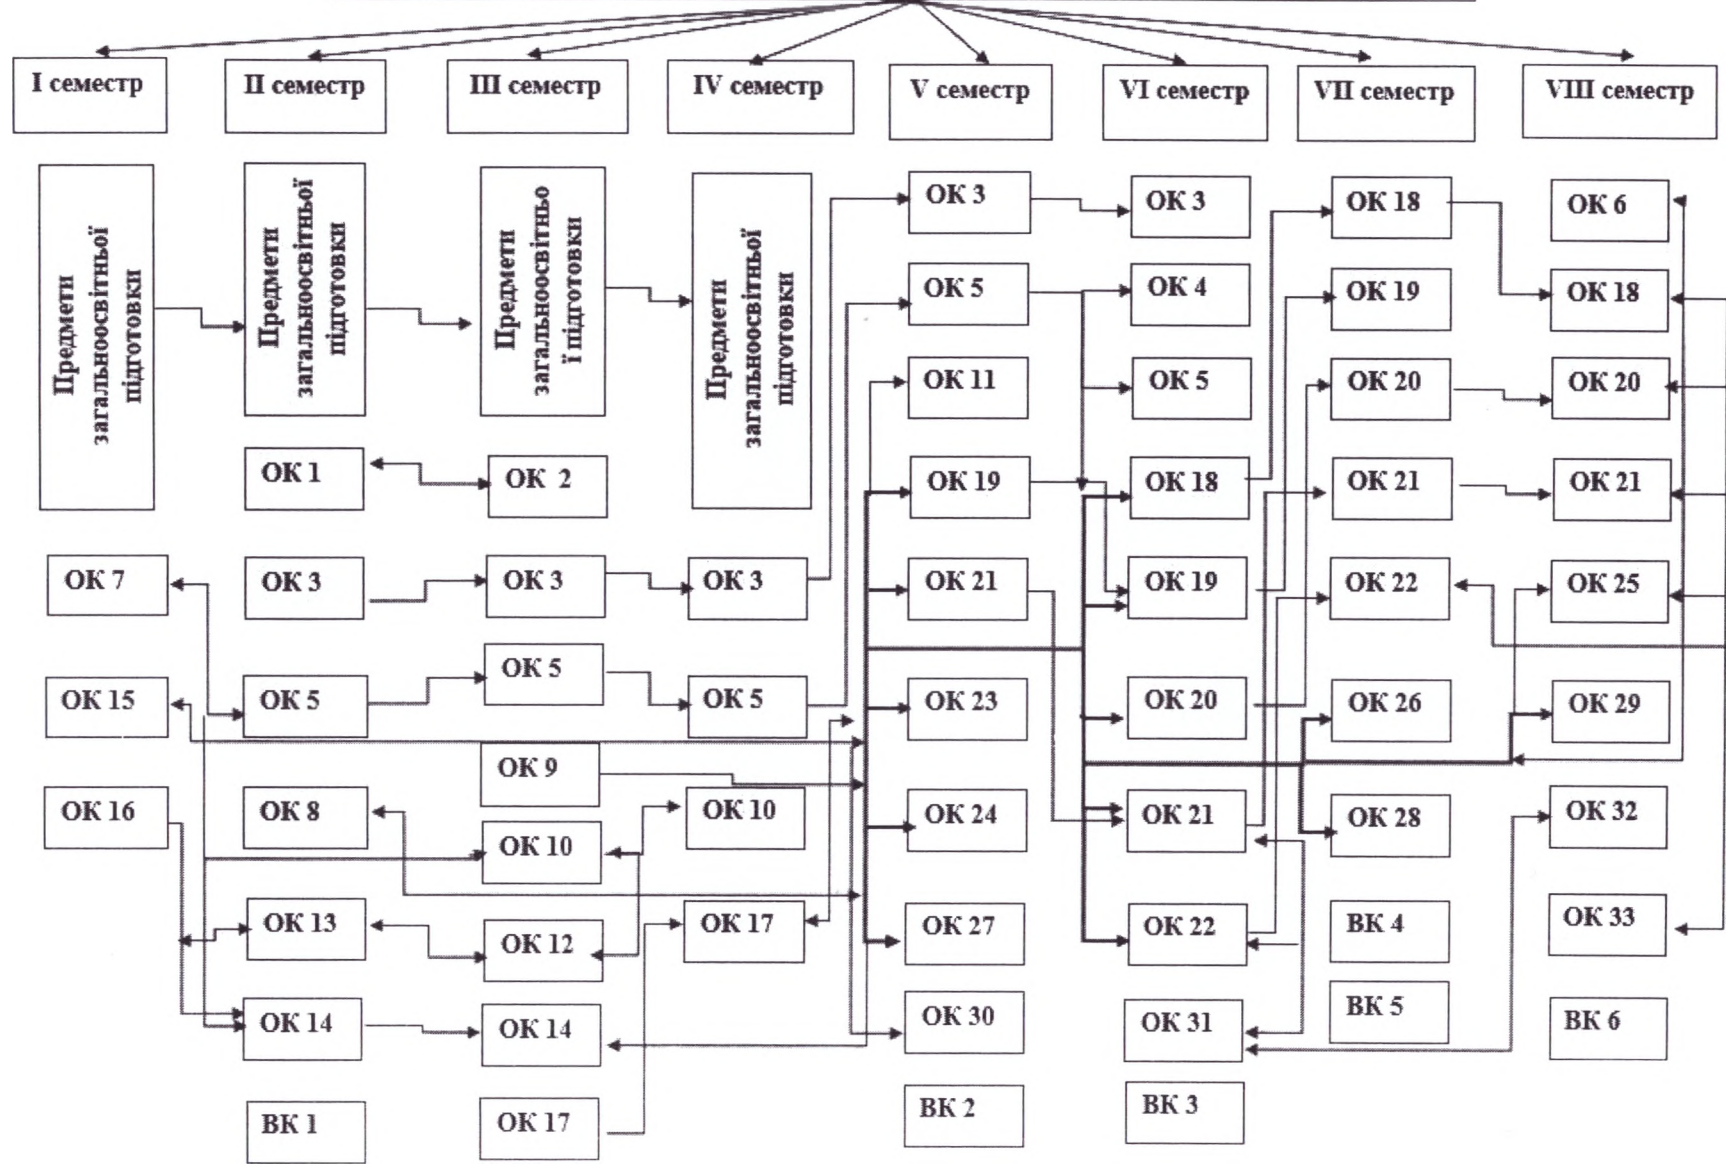 I семестр
II семестр
III семестр
IV семестр
V семестр
VI семестр
VII семестр
VIII семестр
Предмети
загальноосвітньої
підготовки
ОК 7
ОК 15
ОК 16
Предмети
загальноосвітньої
підготовки
ОК 1
ОК 3
ОК 5
ОК 8
ОК 13
ОК 14
ВК 1
Предмети
загальноосвітньо
ї підготовки
ОК 2
ОК 3
ОК 5
ОК 9
ОК 10
ОК 12
ОК 14
ОК 17
Предмети
загальноосвітньої
підготовки
ОК 3
ОК 5
ОК 10
ОК 17
ОК 3
ОК 5
ОК 11
ОК 19
ОК 21
ОК 23
ОК 24
ОК 27
ОК 30
ВК 2
ОК 3
ОК 4
ОК 5
ОК 18
ОК 19
ОК 20
ОК 21
ОК 22
ОК 31
ВК 3
ОК 18
ОК 19
ОК 20
ОК 21
ОК 22
ОК 26
ОК 28
ВК 4
ВК 5
ОК 6
ОК 18
ОК 20
ОК 21
ОК 25
ОК 29
ОК 32
ОК 33
ВК 6